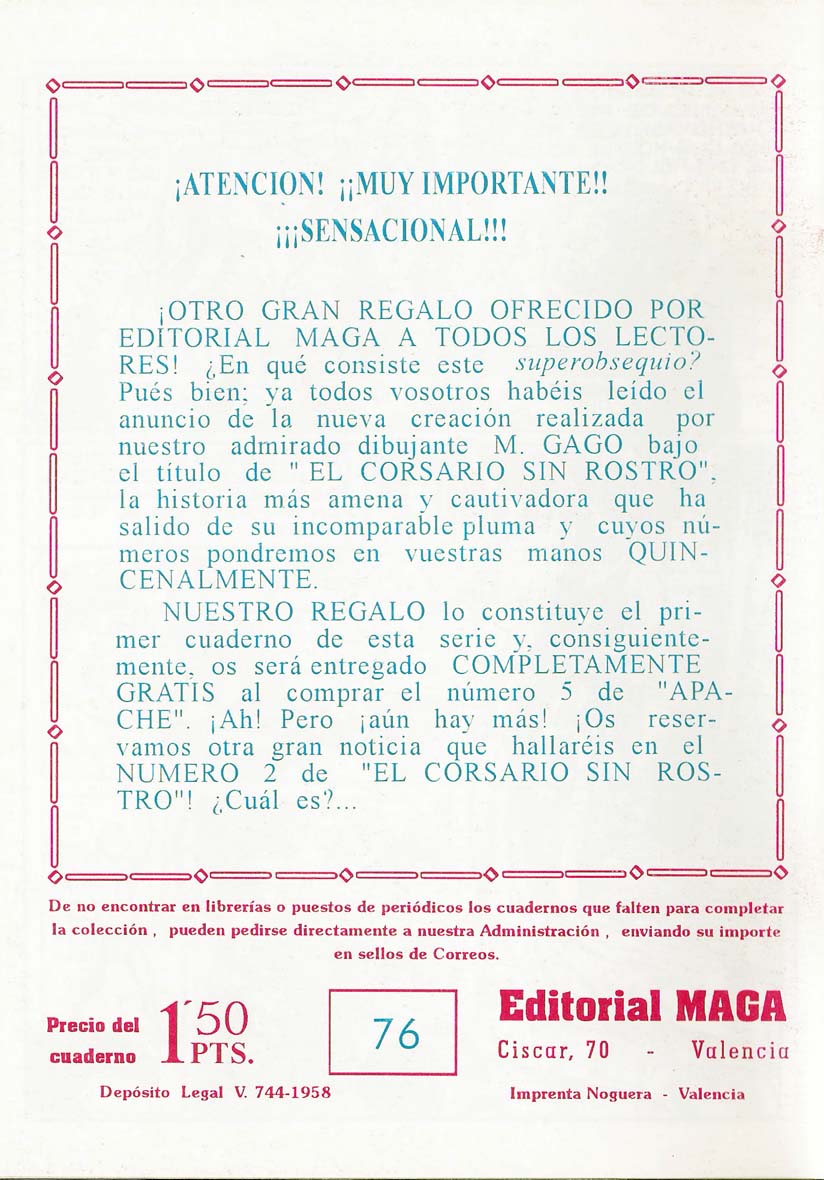 ¡ATENCION! ¡¡MUY IMPORTANTE!!
¡¡¡SENSACIONAL!!!
¡OTRO GRAN REGALO OFRECIDO POR
EDITORIAL MAGA A TODOS LOS LECTO-
RES! ¿En qué consiste este superobsequio?
Pués bien; ya todos vosotros habéis leído el
anuncio de la nueva creación realizada por
nuestro admirado dibujante M. GAGO bajo
el título de " EL CORSARIO SIN ROSTRO",
la historia más amena y cautivadora que ha
salido de su incomparable pluma y cuyos nú-
meros pondremos en vuestras manos QUIN-
CENALMENTE.
NUESTRO REGALO lo constituye el pri-
mer cuaderno de esta serie y, consiguiente-
mente, os será entregado COMPLETAMENTE
GRATIS al comprar el número 5 de "APA-
CHE". ¡Ah! Pero ¡aún hay más! ¡Os reser-
vamos otra gran noticia que hallaréis en el
NUMERO 2 de "EL CORSARIO SIN ROS-
TRO"! ¿Cuál es?...
De no encontrar en librerías o puestos de periódicos los cuadernos que falten para completar
la colección , pueden pedirse directamente a nuestra Administración , enviando su importe
en sellos de Correos.
Precio del
cuaderno
1´50
PTS.
76
Editorial MAGA
Ciscar, 70 - Valencia
Depósito Legal V. 744-1958
Imprenta Noguera - Valencia